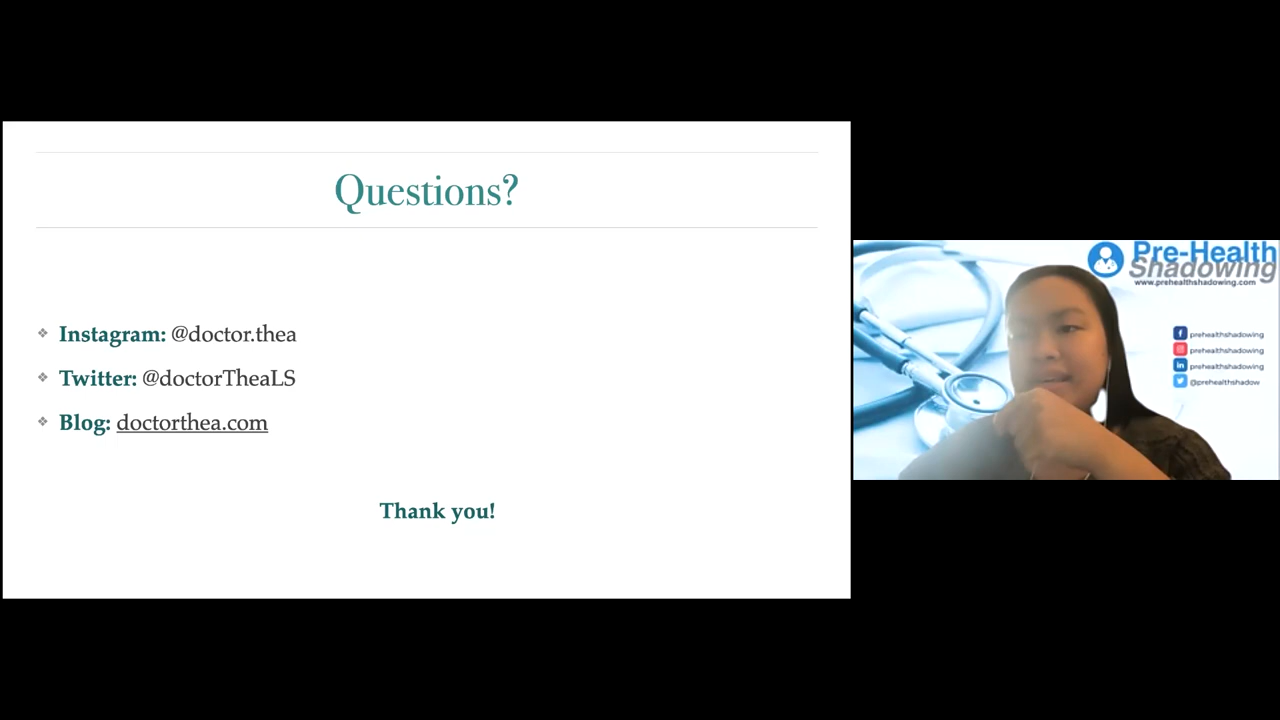 Questions?
❖ Instagram: @doctor.thea
❖ Twitter: @doctorTheaLS
❖ Blog: doctorthea.com
Thank you!
Pre-Health
Shadowing
www.prehealthshadowing.com
prehealthshadowing
prehealthshadowing
prehealthshadowing
@prehealthshadow